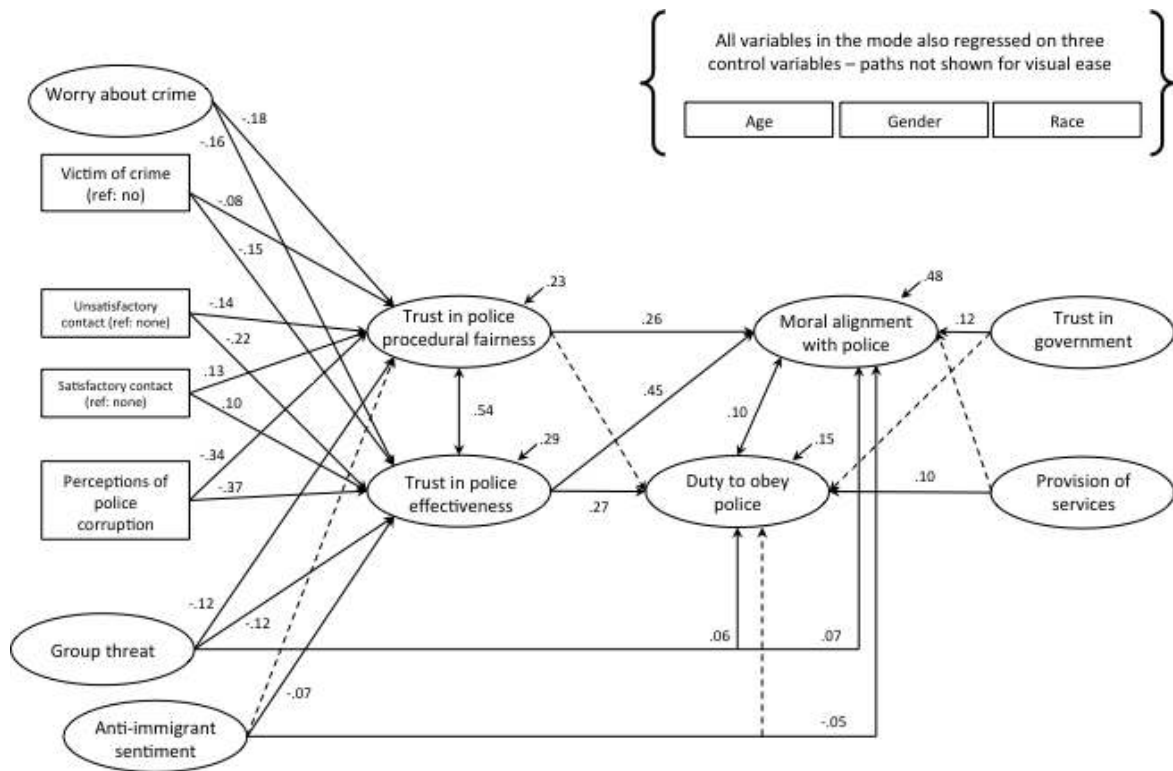 All variables in the mode also regressed on three
control variables – paths not shown for visual ease
Age
Gender
Race
Worry about crime
-.18
-.16
Victim of crime
(ref: no)
-.08
-.15
Unsatisfactory
contact (ref: none)
-.14
-.22
Satisfactory contact
(ref: none)
.13
.10
Perceptions of
police
corruption
-.34
-.37
Trust in police
procedural fairness
.23
.26
Moral alignment
with police
.48
.12
Trust in
government
.54
.45
.10
Trust in police
effectiveness
.29
.27
Duty to obey
police
.15
.10
Provision of
services
Group threat
-.12
-.12
.06
.07
Anti-immigrant
sentiment
-.07
-.05